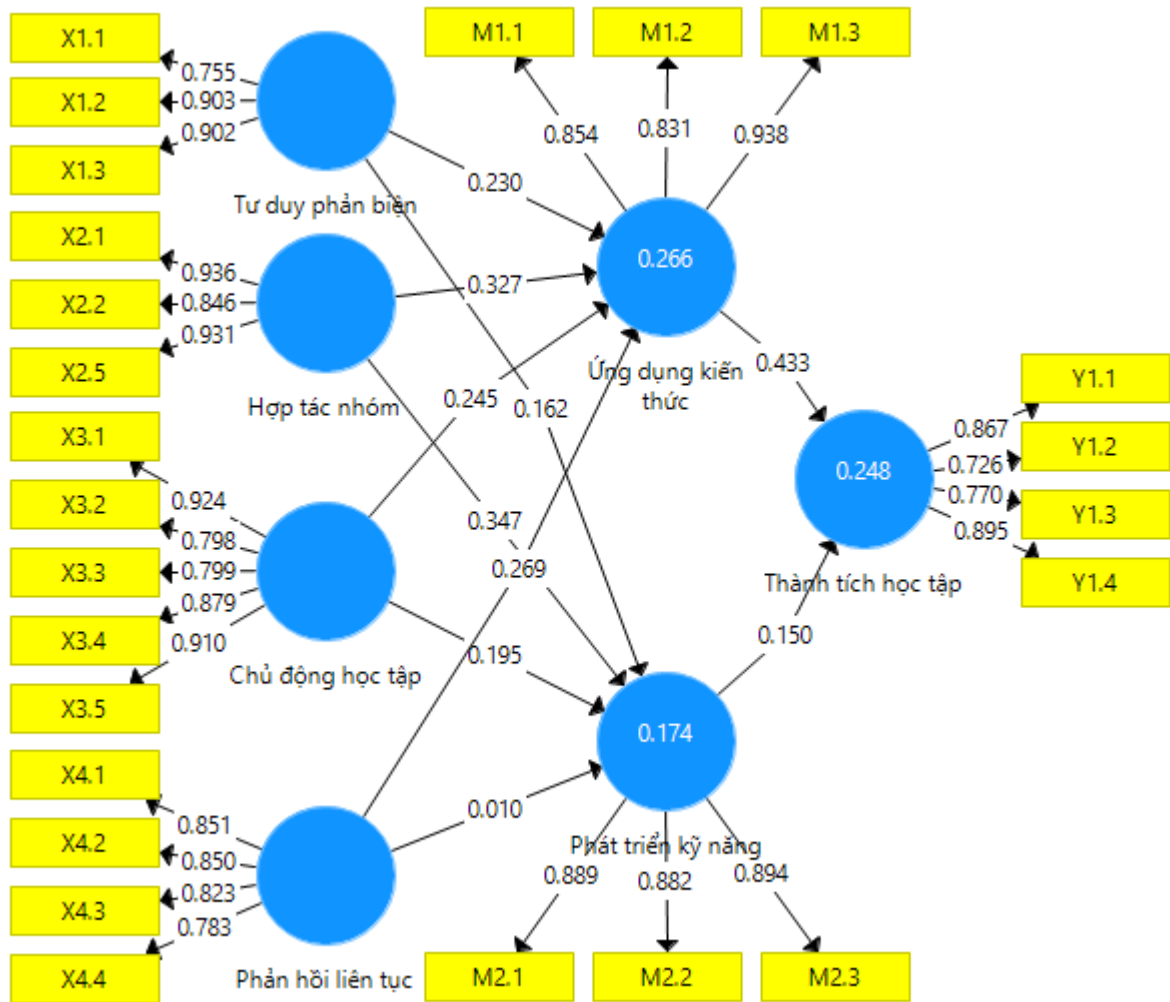 X1.1
X1.2
X1.3
0.755
0.903
0.902
Tư duy phản biện
X2.1
X2.2
X2.5
0.936
0.846
0.931
Hợp tác nhóm
X3.1
X3.2
X3.3
X3.4
X3.5
0.924
0.798
0.799
0.879
0.910
Chủ động học tập
X4.1
X4.2
X4.3
X4.4
0.851
0.850
0.823
0.783
Phản hồi liên tục
0.230
0.162
0.327
0.347
0.245
0.195
0.269
0.010
M1.1
M1.2
M1.3
0.854
0.831
0.938
0.266
Ứng dụng kiến
thức
0.433
0.174
Phát triển kỹ năng
0.889
0.882
0.894
M2.1
M2.2
M2.3
0.150
0.248
Thành tích học tập
0.867
0.726
0.770
0.895
Y1.1
Y1.2
Y1.3
Y1.4